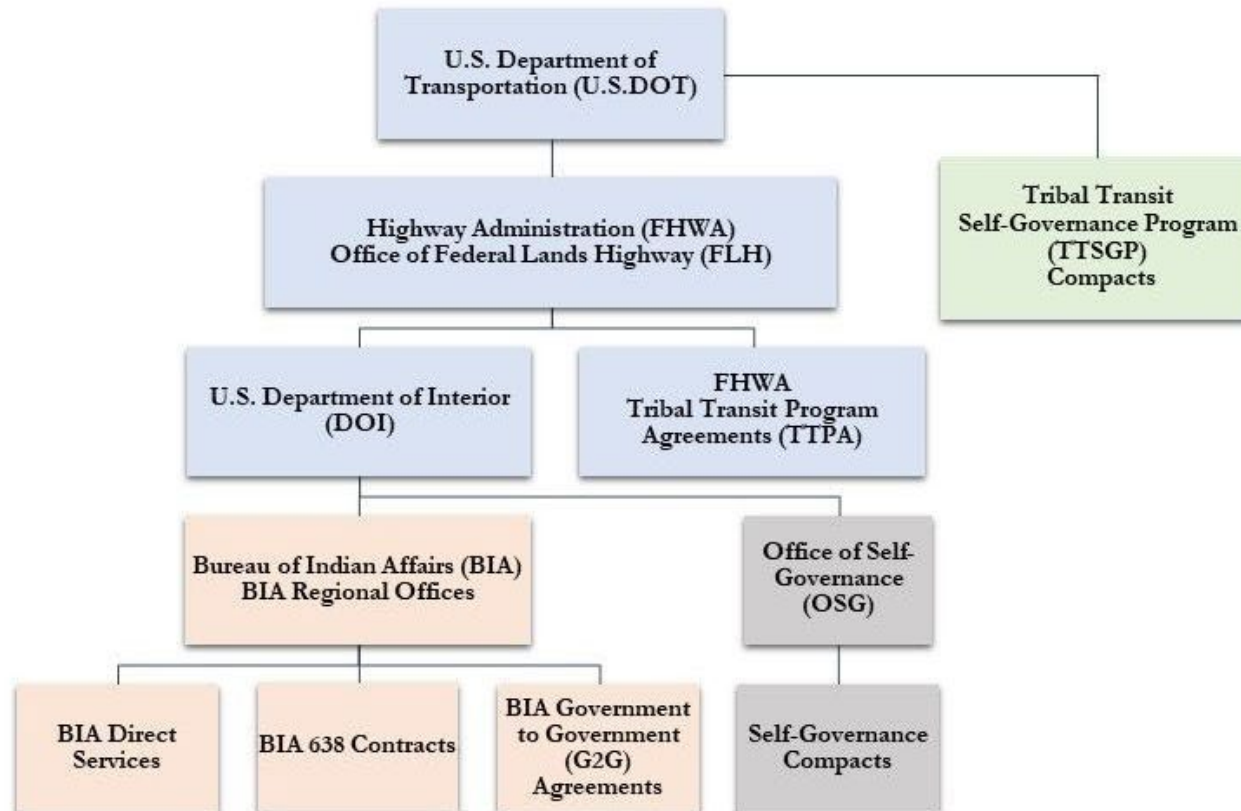 U.S. Department of
Transportation (U.S.DOT)
Tribal Transit
Self-Governance Program
(TTSGP)
Compacts
Highway Administration (FHWA)
Office of Federal Lands Highway (FLH)
U.S. Department of Interior
(DOI)
FHWA
Tribal Transit Program
Agreements (TTPA)
Bureau of Indian Affairs (BIA)
BIA Regional Offices
Office of Self-
Governance
(OSG)
BIA Direct
Services
BIA 638 Contracts
BIA Government
to Government
(G2G)
Agreements
Self-Governance
Compacts